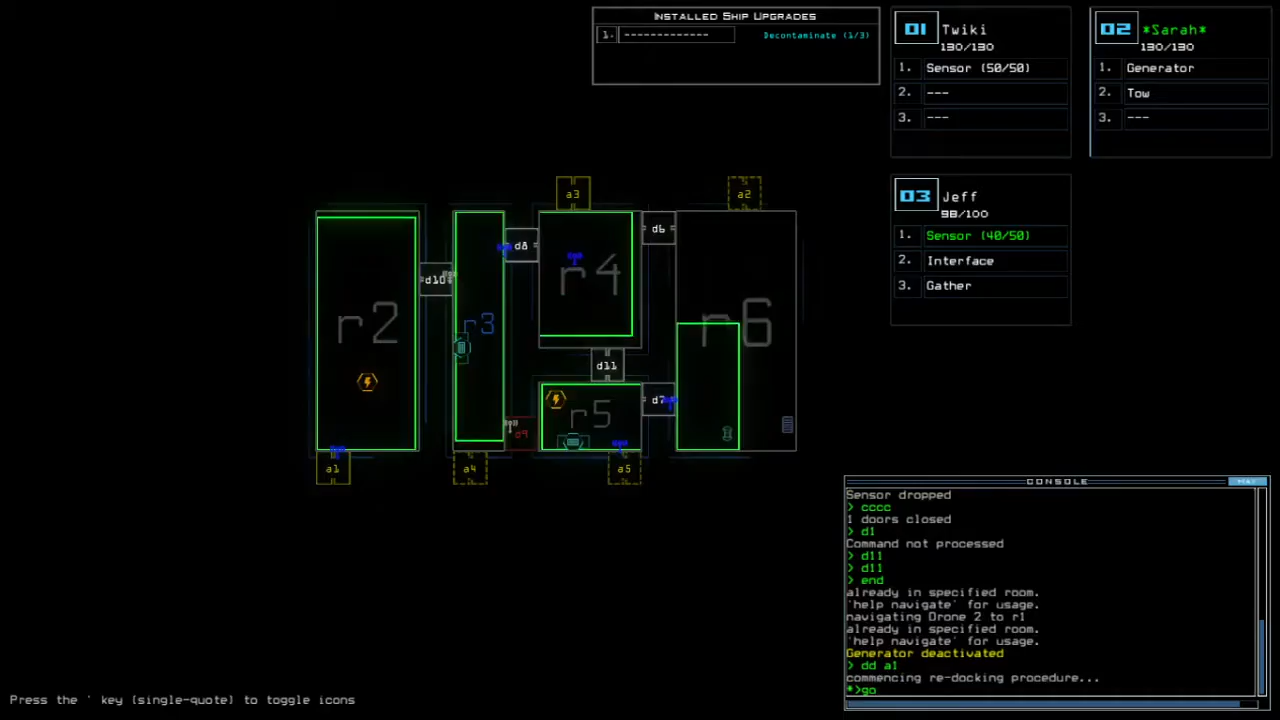 Installed Ship Upgrades
1. ------------- Decontaminate (1/3)
01 Twiki
130/130
1. Sensor (50/50)
2. ---
3. ---
02 *Sarah*
130/130
1. Generator
2. Tow
3. ---
03 Jeff
98/100
1. Sensor (40/50)
2. Interface
3. Gather
a3
a2
d6
d8
r4
d10
r3
r2
r6
d11
d7
r5
a9
a1
a4
a5
CONSOLE
Sensor dropped
> cccc
1 doors closed
> d1
Command not processed
> d11
> d11
> end
already in specified room.
'help navigate' for usage.
navigating Drone 2 to r1
already in specified room.
'help navigate' for usage.
Generator deactivated
> dd a1
commencing re-docking procedure...
*>go
Press the ' key (single-quote) to toggle icons